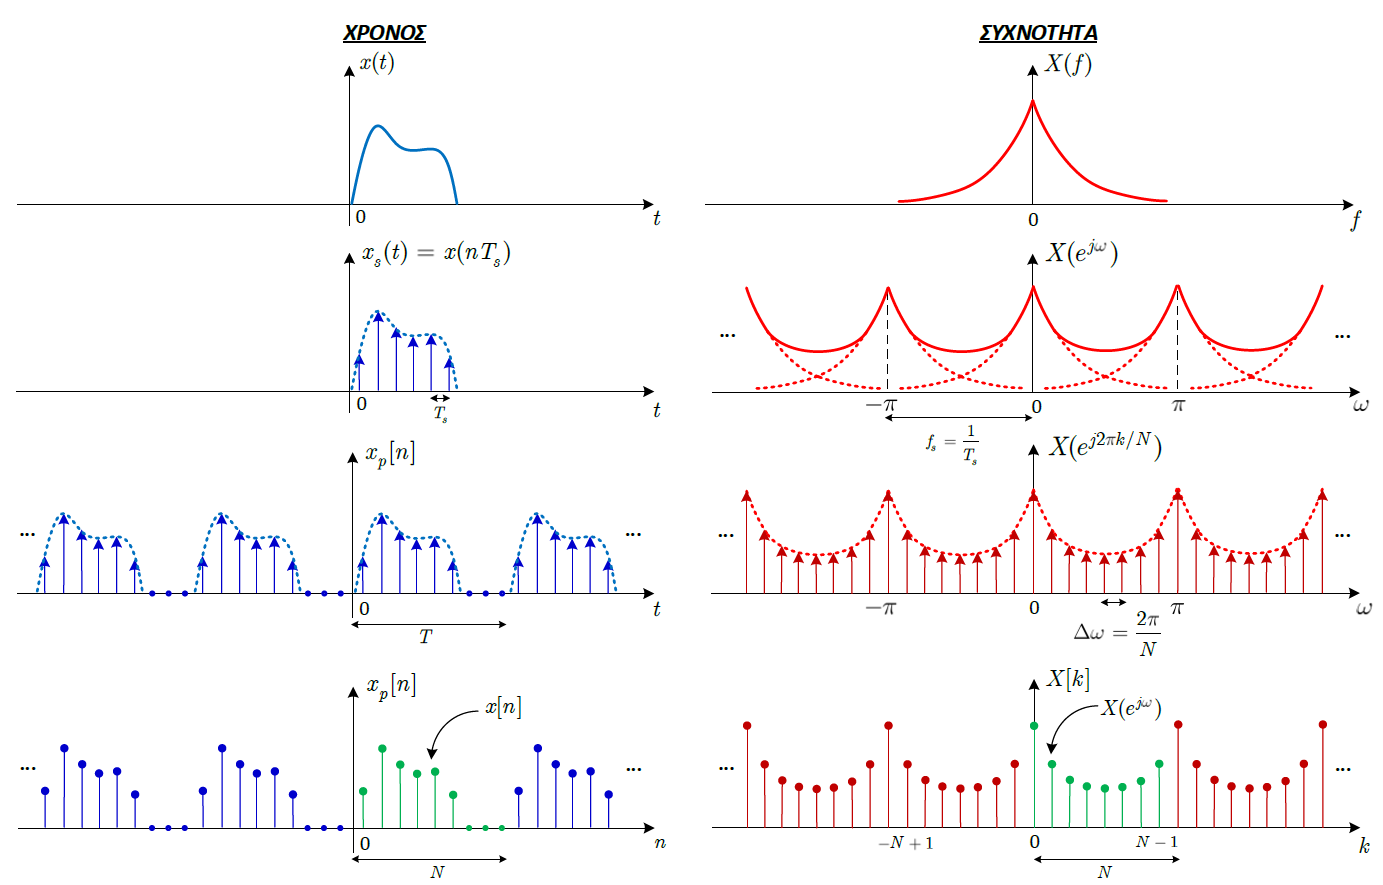 ΧΡΟΝΟΣ
ΣΥΧΝΟΤΗΤΑ
x(t)
X(f)
0
t
0
f
x_s(t) = x(nT_s)
X(e^{jω})
...
...
0
T_s
t
−π
0
π
ω
f_s = 1/T_s
x_p[n]
X(e^{j2πk/N})
...
...
...
...
0
t
T
−π
0
π
ω
Δω = 2π/N
x_p[n]
x[n]
X[k]
X(e^{jω})
...
...
...
...
0
n
N
−N + 1
0
N − 1
k
N